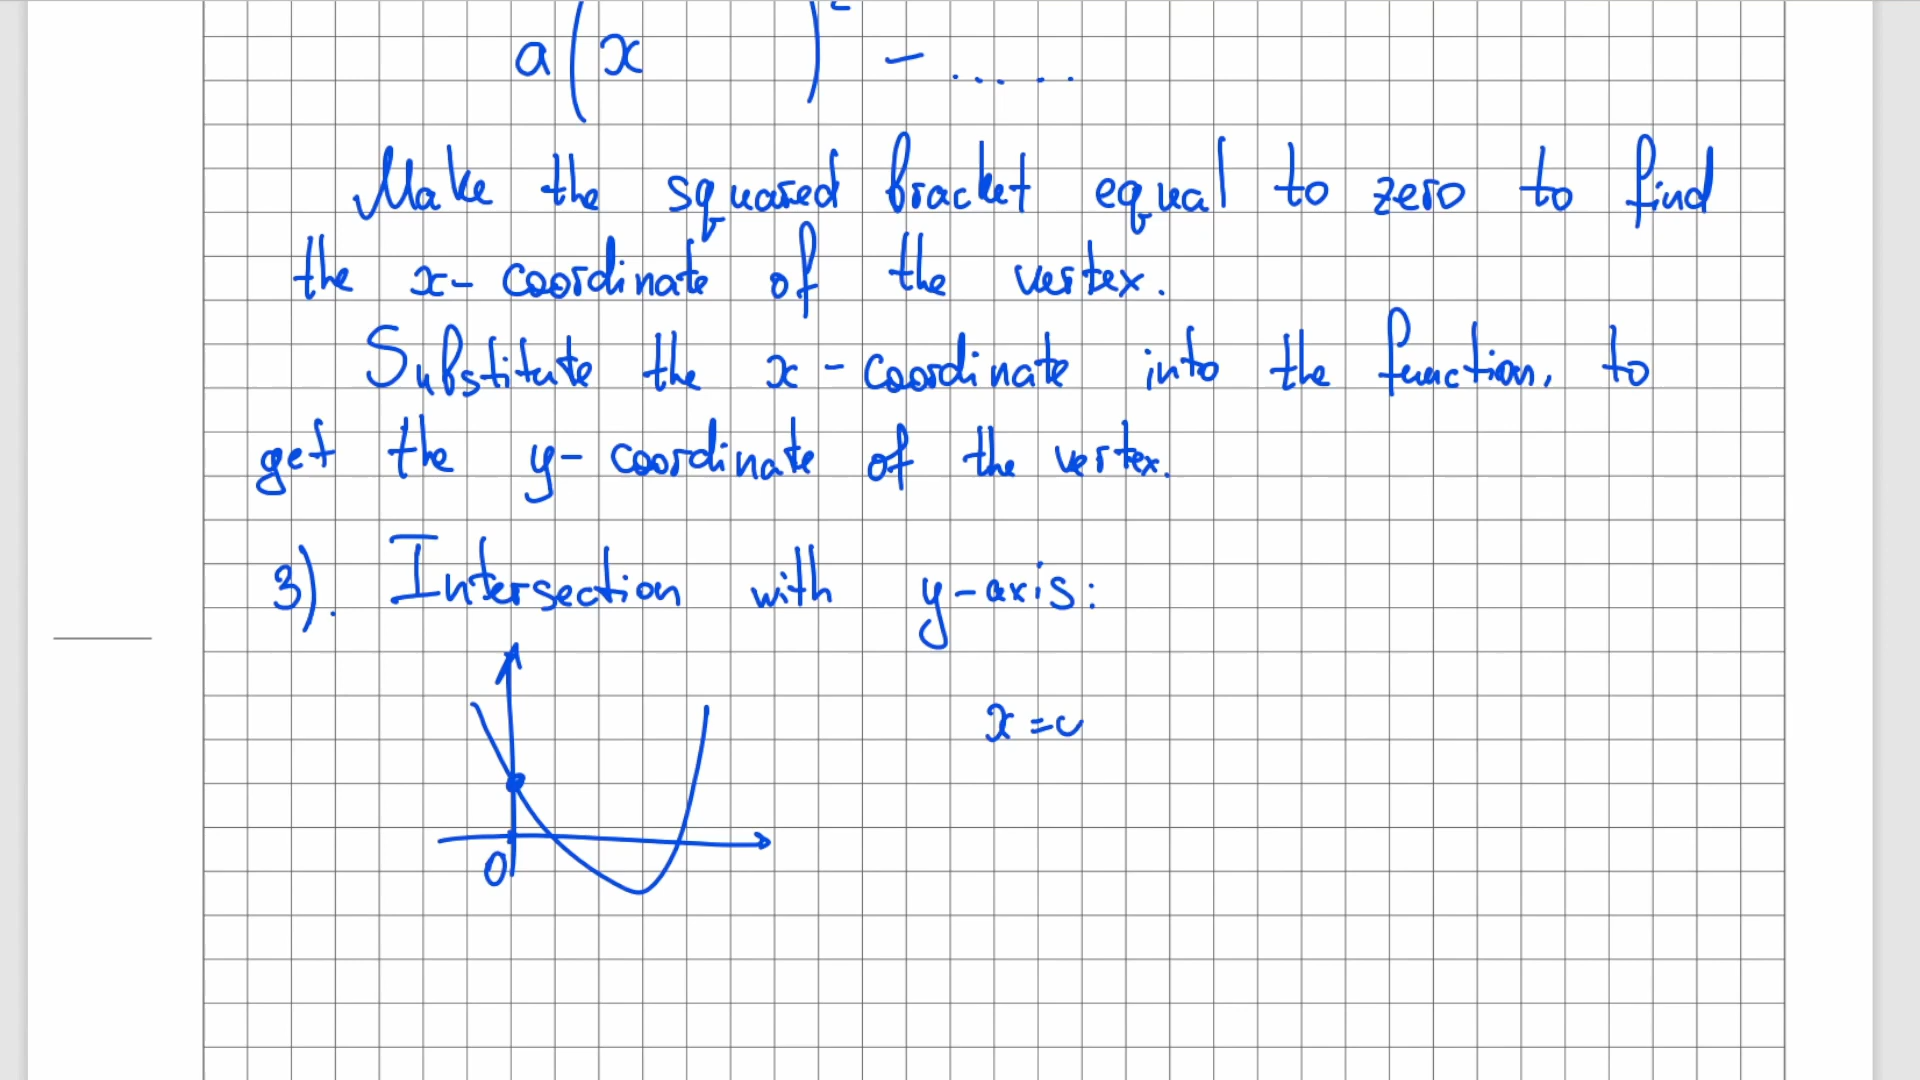 a(x )² - .....
Make the squared bracket equal to zero to find
the x- coordinate of the vertex.
Substitute the x - coordinate into the function, to
get the y- coordinate of the vertex.
3). Intersection with y-axis:
x = 0
0